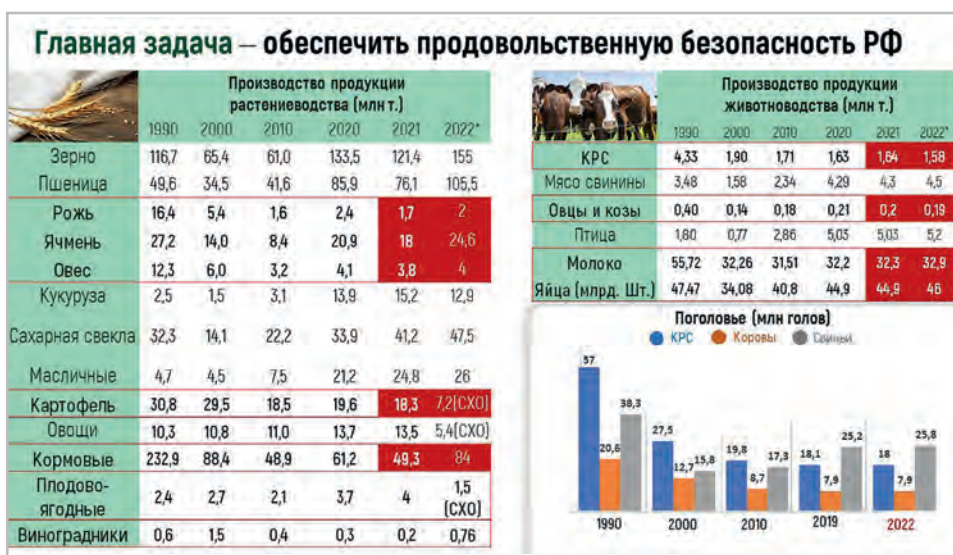 Главная задача – обеспечить продовольственную безопасность РФ
Производство продукции
растениеводства (млн т.)
1990 2000 2010 2020 2021 2022*
Зерно 116,7 65,4 61,0 133,5 121,4 155
Пшеница 49,6 34,5 41,6 85,9 76,1 105,5
Рожь 16,4 5,4 1,6 2,4 1,7 2
Ячмень 27,2 14,0 8,4 20,9 18 24,6
Овес 12,3 6,0 3,2 4,1 3,8 4
Кукуруза 2,5 1,5 3,1 13,9 15,2 12,9
Сахарная свекла 32,3 14,1 22,2 33,9 41,2 47,5
Масличные 4,7 4,5 7,5 21,2 24,8 26
Картофель 30,8 29,5 18,5 19,6 18,3 7,2(СХО)
Овощи 10,3 10,8 11,0 13,7 13,5 5,4(СХО)
Кормовые 232,9 88,4 48,9 61,2 49,3 84
Плодово-
ягодные 2,4 2,7 2,1 3,7 4 1,5
(СХО)
Виноградники 0,6 1,5 0,4 0,3 0,2 0,76
Производство продукции
животноводства (млн т.)
1990 2000 2010 2020 2021 2022*
КРС 4,33 1,90 1,71 1,63 1,64 1,58
Мясо свинины 3,48 1,58 2,34 4,29 4,3 4,5
Овцы и козы 0,40 0,14 0,18 0,21 0,2 0,19
Птица 1,80 0,77 2,86 5,03 5,03 5,2
Молоко 55,72 32,26 31,51 32,2 32,3 32,9
Яйца (млрд. Шт.) 47,47 34,08 40,8 44,9 44,9 46
Поголовье (млн голов)
КРС Коровы Свиньи
57 20,6 38,3
27,5 12,7 15,8
19,8 8,7 17,3
18,1 7,9 25,2
18 7,9 25,8
1990 2000 2010 2019 2022